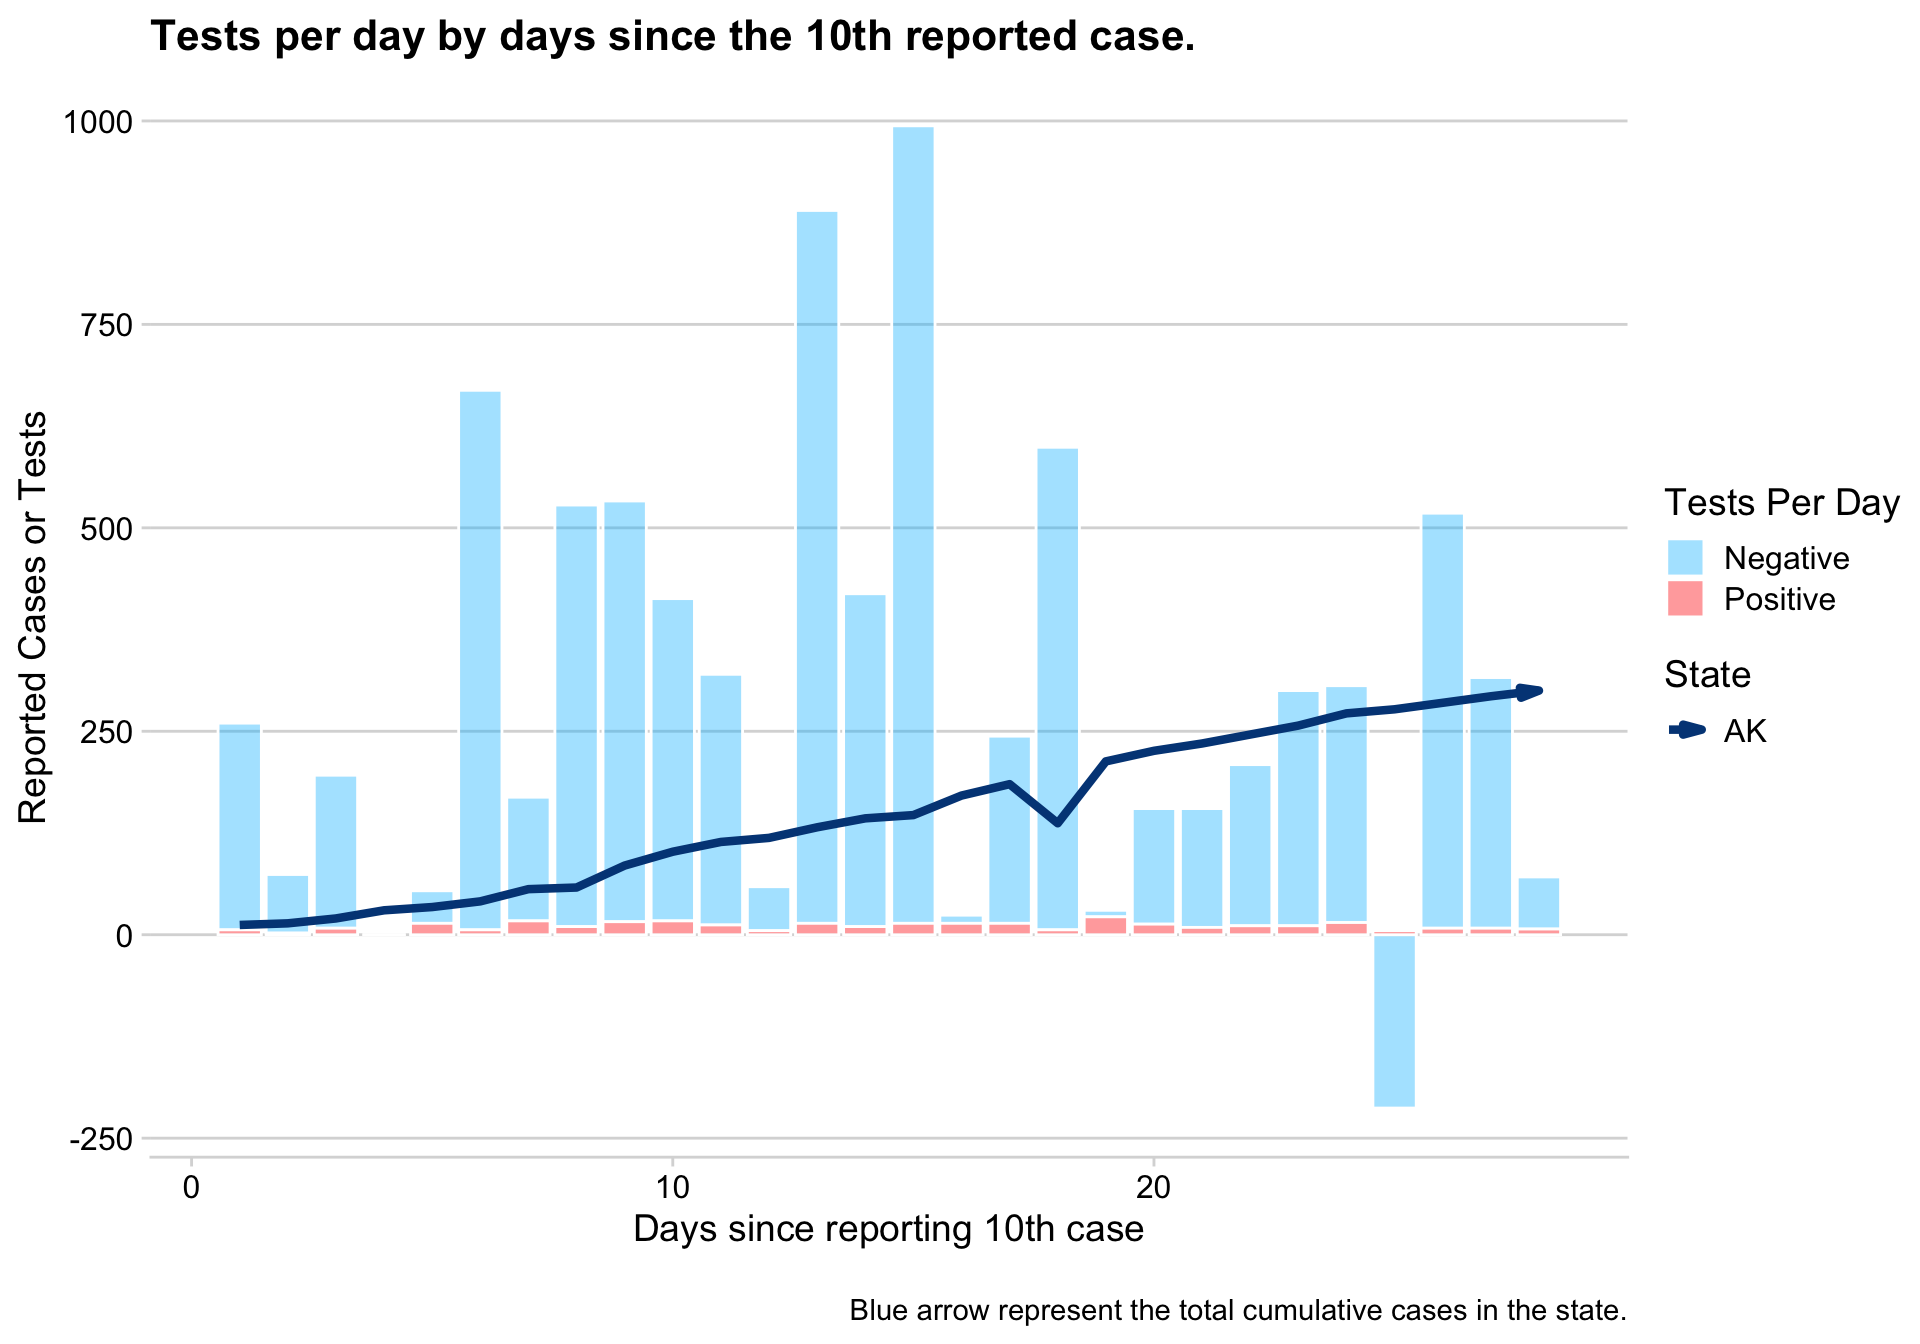 Tests per day by days since the 10th reported case.
1000
750
500
250
0
-250
Reported Cases or Tests
0 10 20
Days since reporting 10th case
Tests Per Day
Negative
Positive
State
AK
Blue arrow represent the total cumulative cases in the state.